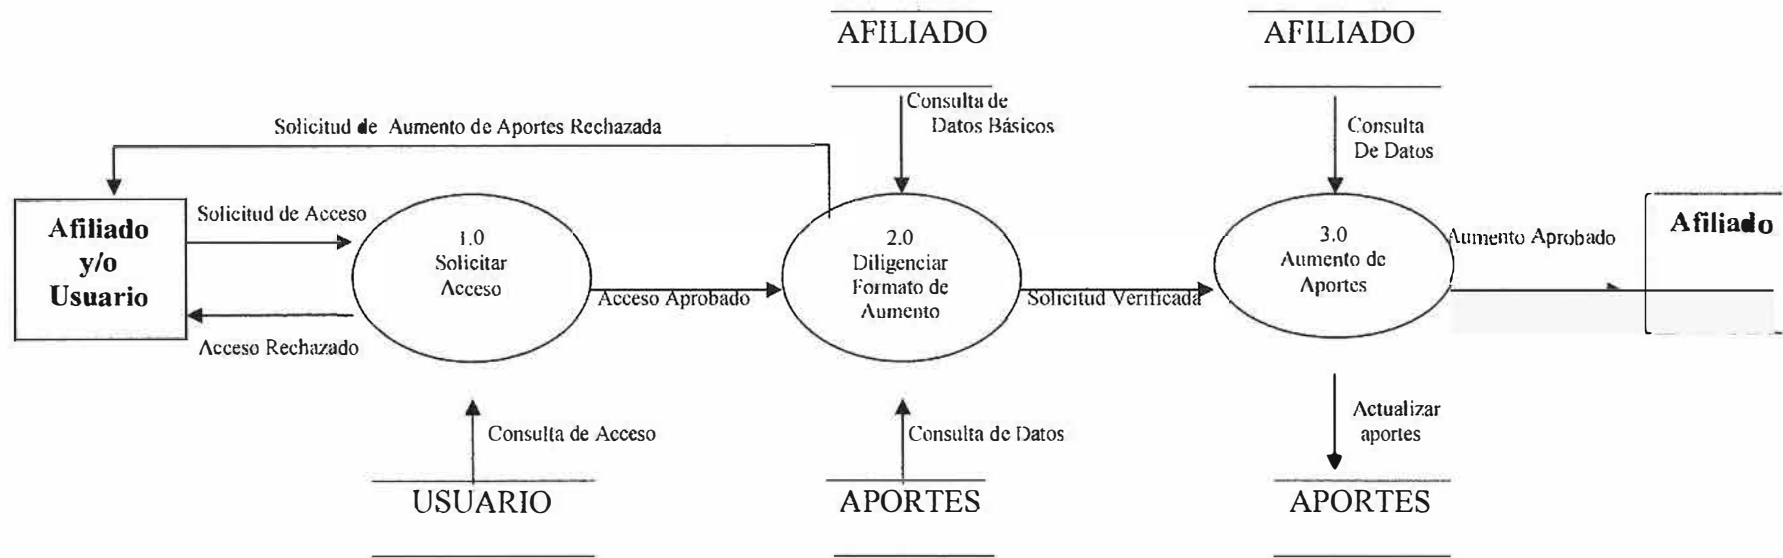 AFILIADO
AFILIADO
Consulta de
Datos Básicos
Consulta
De Datos
Solicitud de Aumento de Aportes Rechazada
Afiliado
y/o
Usuario
Solicitud de Acceso
Acceso Rechazado
1.0
Solicitar
Acceso
Acceso Aprobado
2.0
Diligenciar
Formato de
Aumento
Solicitud Verificada
3.0
Aumento de
Aportes
Aumento Aprobado
Afiliado
Consulta de Acceso
Consulta de Datos
Actualizar
aportes
USUARIO
APORTES
APORTES